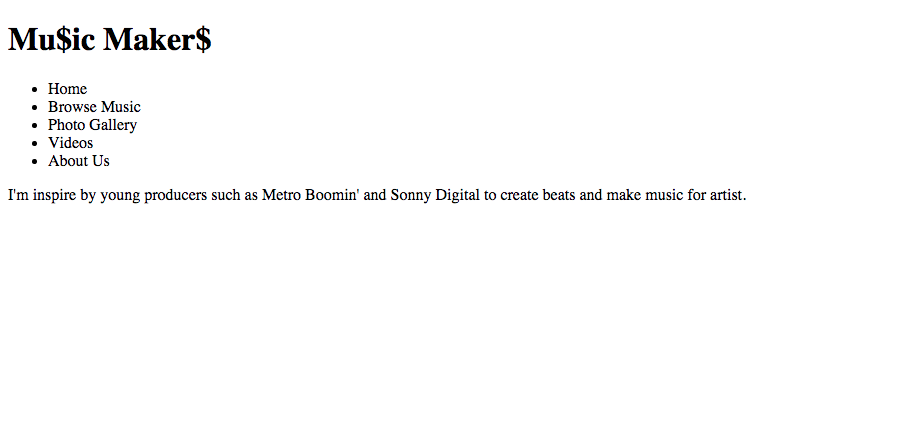 Mu$ic Maker$
Home
Browse Music
Photo Gallery
Videos
About Us
I'm inspire by young producers such as Metro Boomin' and Sonny Digital to create beats and make music for artist.